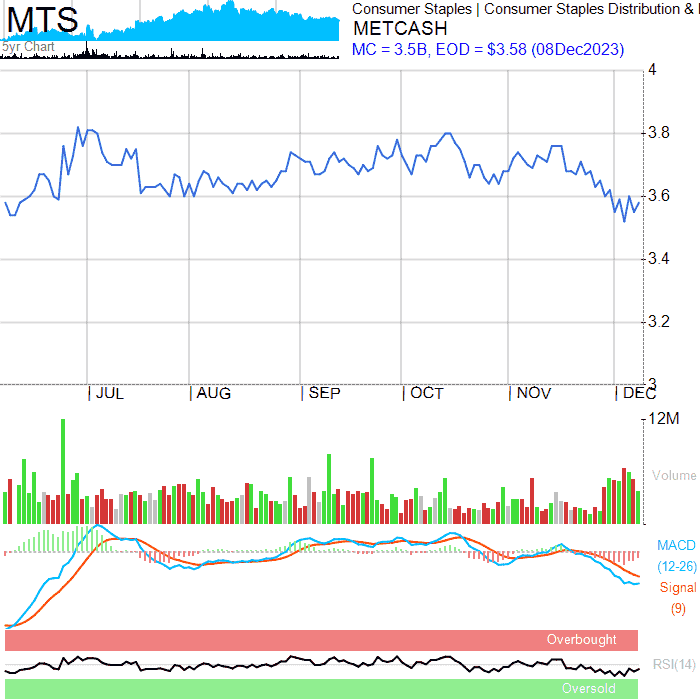 MTS
5yr Chart
Consumer Staples | Consumer Staples Distribution &
METCASH
MC = 3.5B, EOD = $3.58 (08Dec2023)
4
3.8
3.6
3.4
3.2
3
JUL AUG SEP OCT NOV DEC
12M
Volume
MACD
(12-26)
Signal
(9)
Overbought
RSI(14)
Oversold